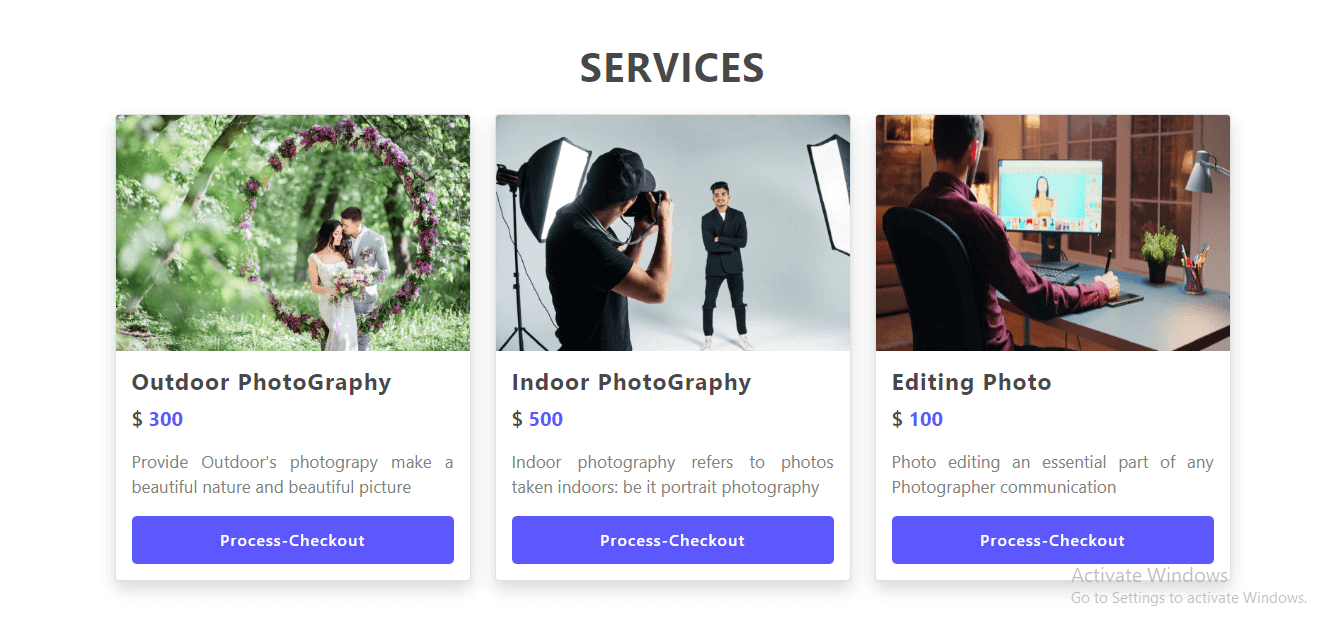 SERVICES
Outdoor PhotoGraphy
$ 300
Provide Outdoor's photograpy make a
beautiful nature and beautiful picture
Process-Checkout
Indoor PhotoGraphy
$ 500
Indoor photography refers to photos
taken indoors: be it portrait photography
Process-Checkout
Editing Photo
$ 100
Photo editing an essential part of any
Photographer communication
Process-Checkout
Activate Windows
Go to Settings to activate Windows.